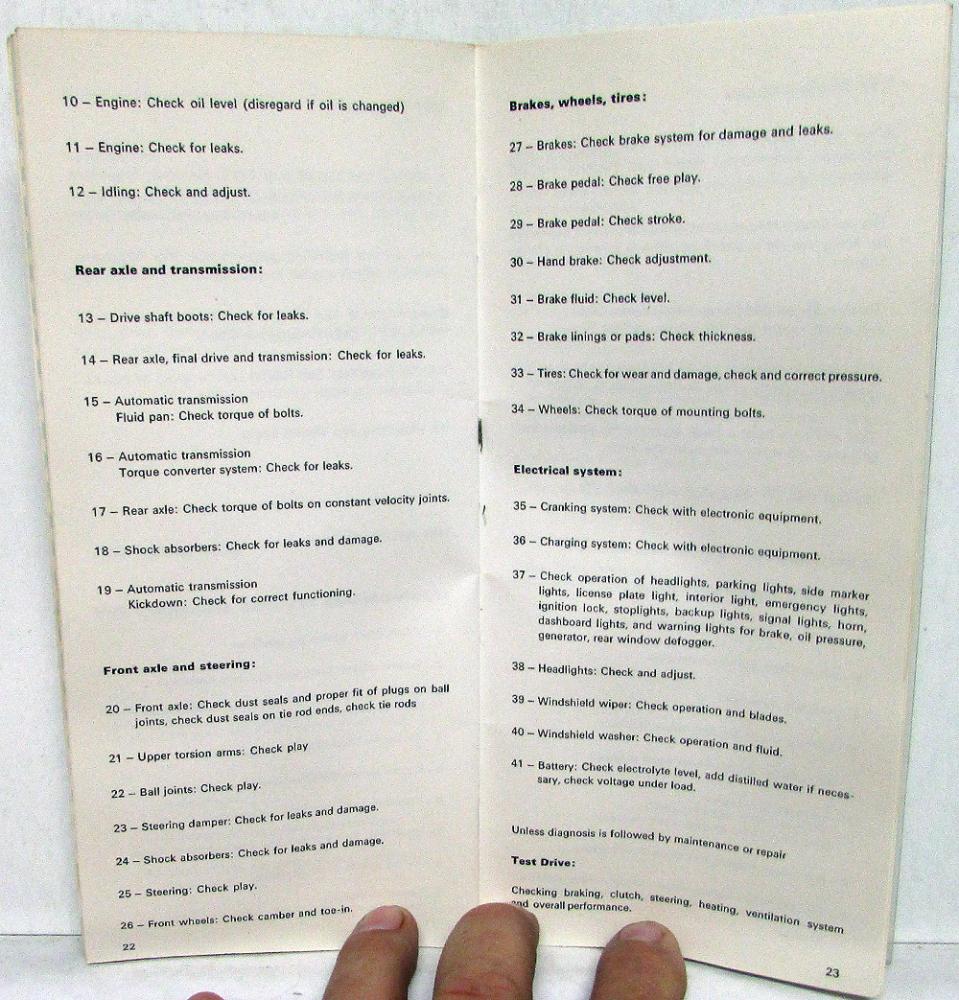 10 – Engine: Check oil level (disregard if oil is changed)
11 – Engine: Check for leaks.
12 – Idling: Check and adjust.
Rear axle and transmission:
13 – Drive shaft boots: Check for leaks.
14 – Rear axle, final drive and transmission: Check for leaks.
15 – Automatic transmission
Fluid pan: Check torque of bolts.
16 – Automatic transmission
Torque converter system: Check for leaks.
17 – Rear axle: Check torque of bolts on constant velocity joints.
18 – Shock absorbers: Check for leaks and damage.
19 – Automatic transmission
Kickdown: Check for correct functioning.
Front axle and steering:
20 – Front axle: Check dust seals and proper fit of plugs on ball
joints, check dust seals on tie rod ends, check tie rods
21 – Upper torsion arms: Check play
22 – Ball joints: Check play.
23 – Steering damper: Check for leaks and damage.
24 – Shock absorbers: Check for leaks and damage.
25 – Steering: Check play.
26 – Front wheels: Check camber and toe-in.
22
Brakes, wheels, tires:
27 – Brakes: Check brake system for damage and leaks.
28 – Brake pedal: Check free play.
29 – Brake pedal: Check stroke.
30 – Hand brake: Check adjustment.
31 – Brake fluid: Check level.
32 – Brake linings or pads: Check thickness.
33 – Tires: Check for wear and damage, check and correct pressure.
34 – Wheels: Check torque of mounting bolts.
Electrical system:
35 – Cranking system: Check with electronic equipment.
36 – Charging system: Check with electronic equipment.
37 – Check operation of headlights, parking lights, side marker
lights, license plate light, interior light, emergency lights,
ignition lock, stoplights, backup lights, signal lights, horn,
dashboard lights, and warning lights for brake, oil pressure,
generator, rear window defogger.
38 – Headlights: Check and adjust.
39 – Windshield wiper: Check operation and blades.
40 – Windshield washer: Check operation and fluid.
41 – Battery: Check electrolyte level, add distilled water if neces-
sary, check voltage under load.
Unless diagnosis is followed by maintenance or repair
Test Drive:
Checking braking, clutch, steering, heating, ventilation system
and overall performance.
23